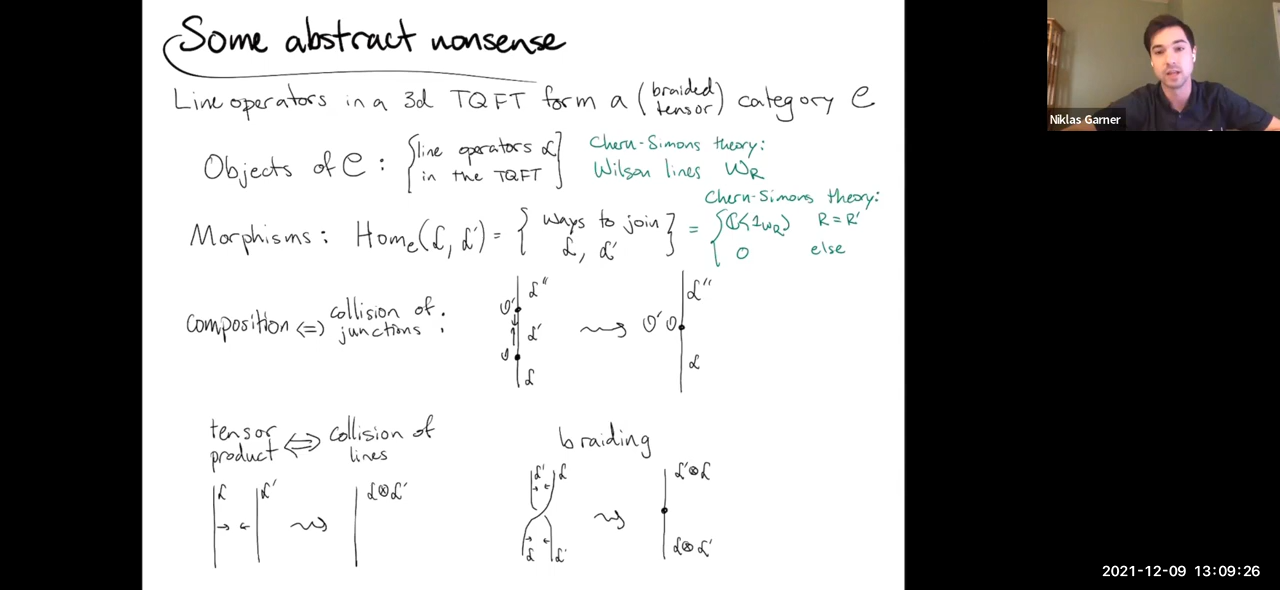 Some abstract nonsense
Line operators in a 3d TQFT form a (braided tensor) category C
Objects of C : { line operators L in the TQFT }
Chern-Simons theory:
Wilson lines W_R
Chern-Simons theory:
Morphisms : Hom_C(L, L') = { ways to join L, L' } = { C⟨1_{W_R}⟩ R = R'
0 else
composition ⇔ collision of junctions :
O' L''
L'
O L
⇝ O'O
L''
L
tensor product ⇔ collision of lines
L L' ⇝ L⊗L'
braiding
L' L
L L'
⇝
L'⊗L
L⊗L'
Niklas Garner
2021-12-09 13:09:26